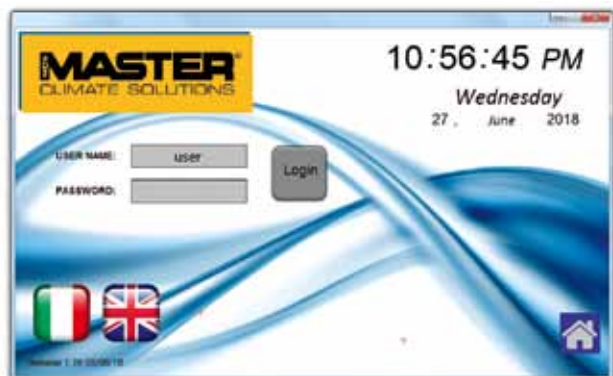 MASTER
CLIMATE SOLUTIONS
10:56:45 PM
Wednesday
27 , June 2018
USER NAME: user
PASSWORD:
Login